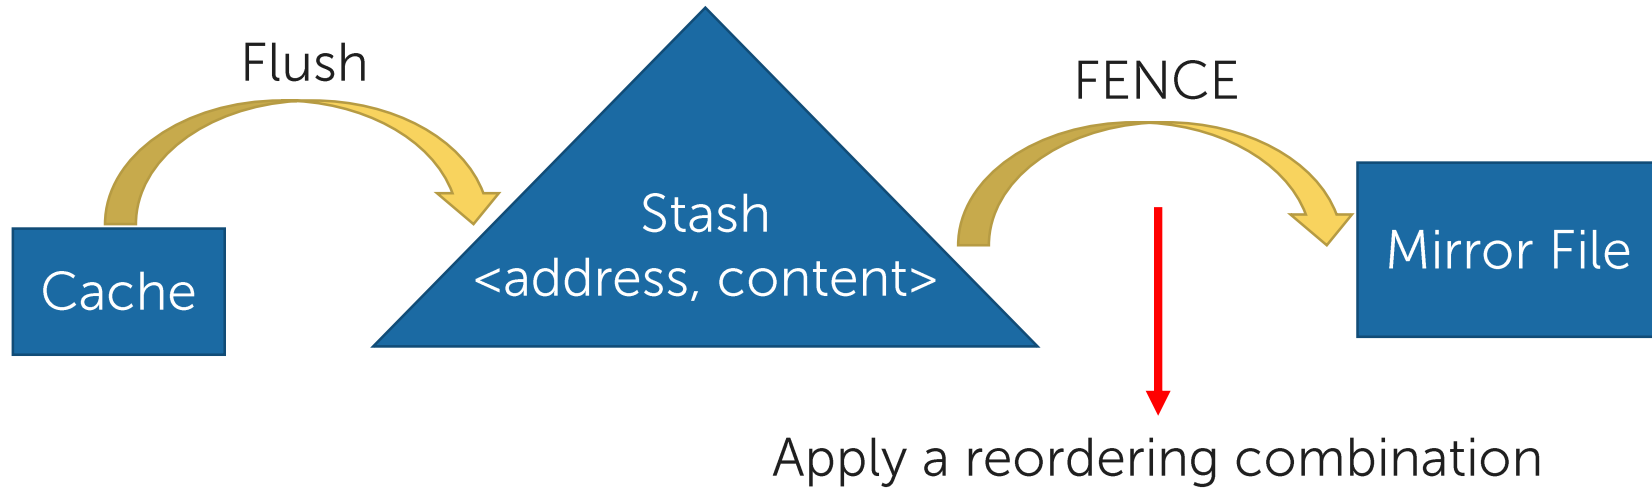 Flush
FENCE
Stash
<address, content>
Cache
Mirror File
Apply a reordering combination